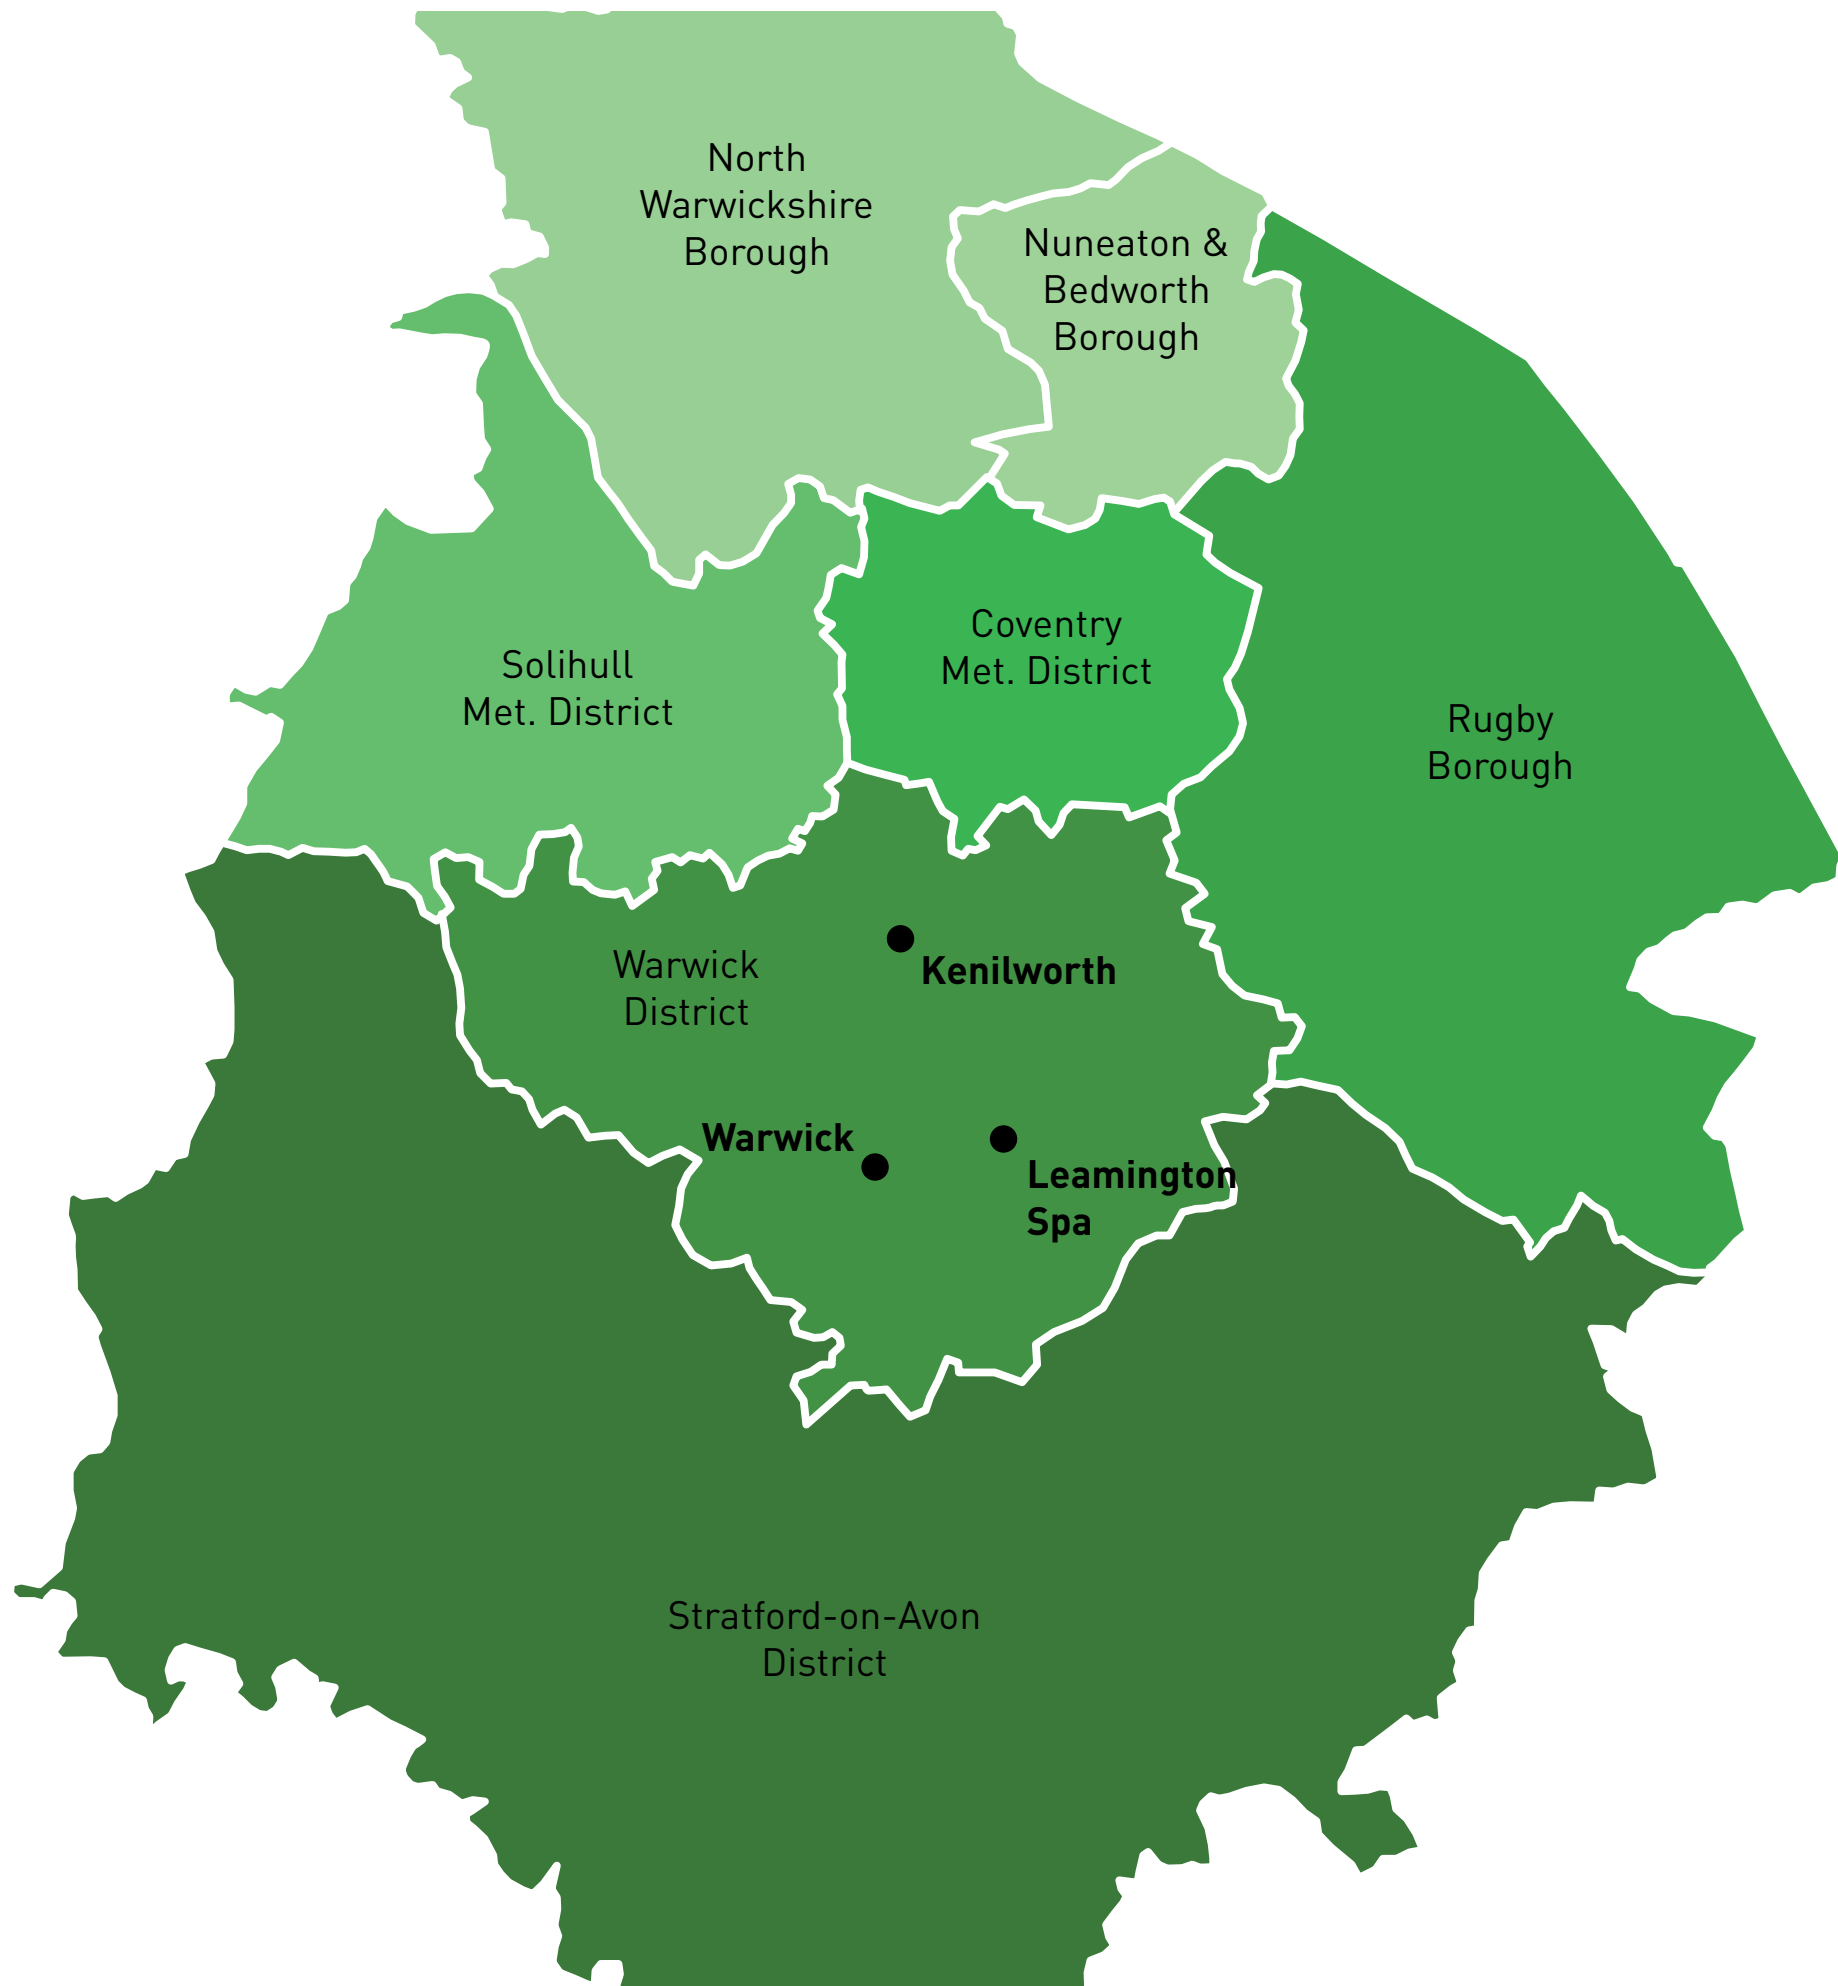 North
Warwickshire
Borough
Nuneaton &
Bedworth
Borough
Coventry
Met. District
Solihull
Met. District
Rugby
Borough
Warwick
District
Kenilworth
Warwick
Leamington
Spa
Stratford-on-Avon
District